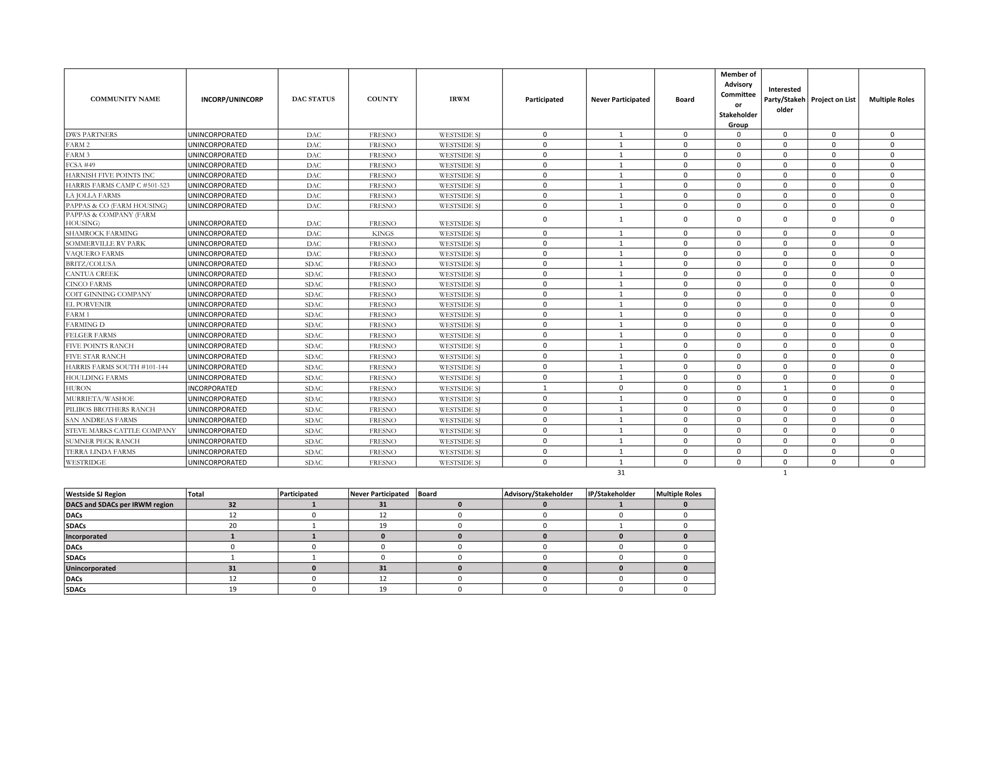 COMMUNITY NAME INCORP/UNINCORP DAC STATUS COUNTY IRWM Participated Never Participated Board Member of Advisory Committee or Stakeholder Group Interested Party/Stakeh older Project on List Multiple Roles
DWS PARTNERS UNINCORPORATED DAC FRESNO WESTSIDE SJ 0 1 0 0 0 0 0
FARM 2 UNINCORPORATED DAC FRESNO WESTSIDE SJ 0 1 0 0 0 0 0
FARM 3 UNINCORPORATED DAC FRESNO WESTSIDE SJ 0 1 0 0 0 0 0
FCSA #49 UNINCORPORATED DAC FRESNO WESTSIDE SJ 0 1 0 0 0 0 0
HARNISH FIVE POINTS INC UNINCORPORATED DAC FRESNO WESTSIDE SJ 0 1 0 0 0 0 0
HARRIS FARMS CAMP C #501-523 UNINCORPORATED DAC FRESNO WESTSIDE SJ 0 1 0 0 0 0 0
LA JOLLA FARMS UNINCORPORATED DAC FRESNO WESTSIDE SJ 0 1 0 0 0 0 0
PAPPAS & CO (FARM HOUSING) UNINCORPORATED DAC FRESNO WESTSIDE SJ 0 1 0 0 0 0 0
PAPPAS & COMPANY (FARM
HOUSING) UNINCORPORATED DAC FRESNO WESTSIDE SJ 0 1 0 0 0 0 0
SHAMROCK FARMING UNINCORPORATED DAC KINGS WESTSIDE SJ 0 1 0 0 0 0 0
SOMMERVILLE RV PARK UNINCORPORATED DAC FRESNO WESTSIDE SJ 0 1 0 0 0 0 0
VAQUERO FARMS UNINCORPORATED DAC FRESNO WESTSIDE SJ 0 1 0 0 0 0 0
BRITZ/COLUSA UNINCORPORATED SDAC FRESNO WESTSIDE SJ 0 1 0 0 0 0 0
CANTUA CREEK UNINCORPORATED SDAC FRESNO WESTSIDE SJ 0 1 0 0 0 0 0
CINCO FARMS UNINCORPORATED SDAC FRESNO WESTSIDE SJ 0 1 0 0 0 0 0
COIT GINNING COMPANY UNINCORPORATED SDAC FRESNO WESTSIDE SJ 0 1 0 0 0 0 0
EL PORVENIR UNINCORPORATED SDAC FRESNO WESTSIDE SJ 0 1 0 0 0 0 0
FARM 1 UNINCORPORATED SDAC FRESNO WESTSIDE SJ 0 1 0 0 0 0 0
FARMING D UNINCORPORATED SDAC FRESNO WESTSIDE SJ 0 1 0 0 0 0 0
FELGER FARMS UNINCORPORATED SDAC FRESNO WESTSIDE SJ 0 1 0 0 0 0 0
FIVE POINTS RANCH UNINCORPORATED SDAC FRESNO WESTSIDE SJ 0 1 0 0 0 0 0
FIVE STAR RANCH UNINCORPORATED SDAC FRESNO WESTSIDE SJ 0 1 0 0 0 0 0
HARRIS FARMS SOUTH #101-144 UNINCORPORATED SDAC FRESNO WESTSIDE SJ 0 1 0 0 0 0 0
HOULDING FARMS UNINCORPORATED SDAC FRESNO WESTSIDE SJ 0 1 0 0 0 0 0
HURON INCORPORATED SDAC FRESNO WESTSIDE SJ 1 0 0 0 1 0 0
MURRIETA/WASHOE UNINCORPORATED SDAC FRESNO WESTSIDE SJ 0 1 0 0 0 0 0
PILIBOS BROTHERS RANCH UNINCORPORATED SDAC FRESNO WESTSIDE SJ 0 1 0 0 0 0 0
SAN ANDREAS FARMS UNINCORPORATED SDAC FRESNO WESTSIDE SJ 0 1 0 0 0 0 0
STEVE MARKS CATTLE COMPANY UNINCORPORATED SDAC FRESNO WESTSIDE SJ 0 1 0 0 0 0 0
SUMNER PECK RANCH UNINCORPORATED SDAC FRESNO WESTSIDE SJ 0 1 0 0 0 0 0
TERRA LINDA FARMS UNINCORPORATED SDAC FRESNO WESTSIDE SJ 0 1 0 0 0 0 0
WESTRIDGE UNINCORPORATED SDAC FRESNO WESTSIDE SJ 0 1 0 0 0 0 0
31 1
Westside SJ Region Total Participated Never Participated Board Advisory/Stakeholder IP/Stakeholder Multiple Roles
DACS and SDACs per IRWM region 32 1 31 0 0 1 0
DACs 12 0 12 0 0 0 0
SDACs 20 1 19 0 0 1 0
Incorporated 1 1 0 0 0 0 0
DACs 0 0 0 0 0 0 0
SDACs 1 1 0 0 0 0 0
Unincorporated 31 0 31 0 0 0 0
DACs 12 0 12 0 0 0 0
SDACs 19 0 19 0 0 0 0